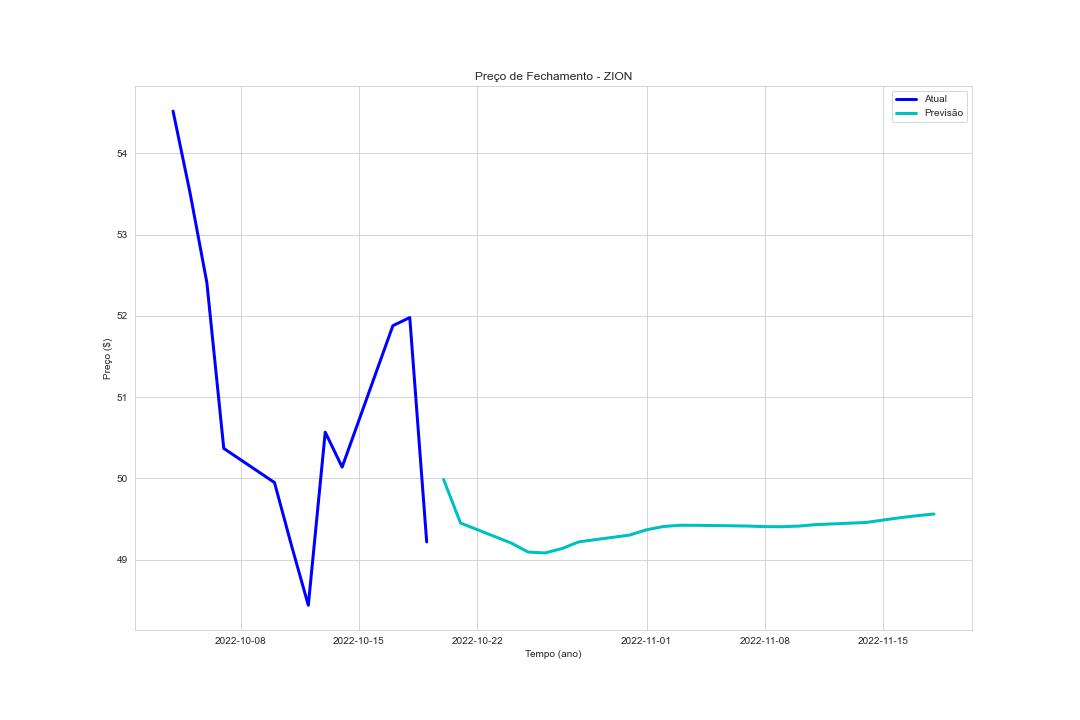 Preço de Fechamento - ZION
Atual
Previsão
54
53
52
51
50
49
Preço ($)
2022-10-08
2022-10-15
2022-10-22
2022-11-01
2022-11-08
2022-11-15
Tempo (ano)